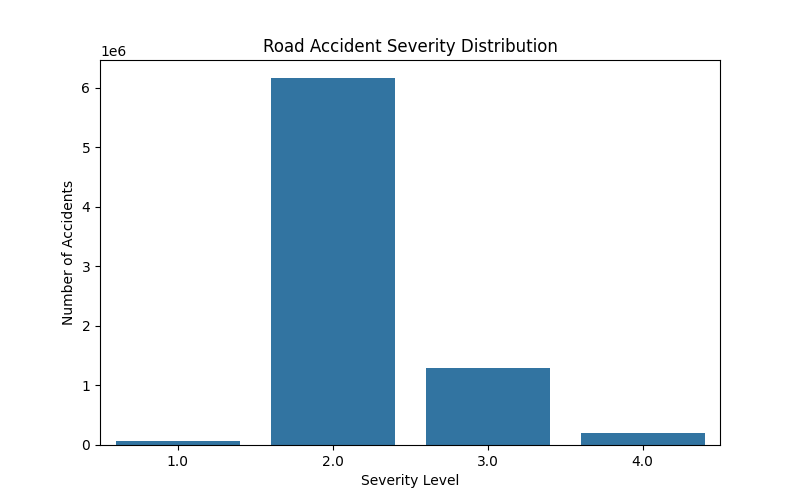 Road Accident Severity Distribution
1e6
6
5
4
3
2
1
0
Number of Accidents
1.0 2.0 3.0 4.0
Severity Level